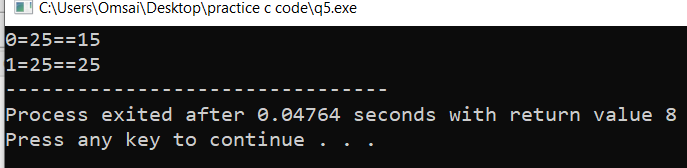 C:\Users\Omsai\Desktop\practice c code\q5.exe
0=25==15
1=25==25
--------------------------------
Process exited after 0.04764 seconds with return value 8
Press any key to continue . . .